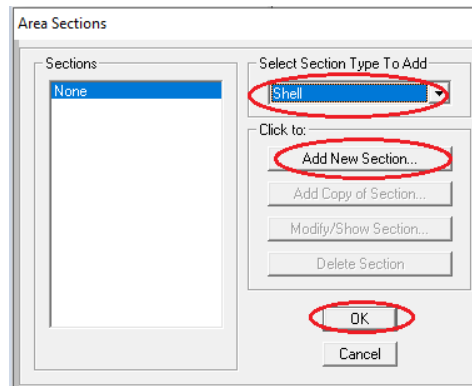 Area Sections
Sections
None
Select Section Type To Add
Shell
Click to:
Add New Section...
Add Copy of Section...
Modify/Show Section...
Delete Section
OK
Cancel